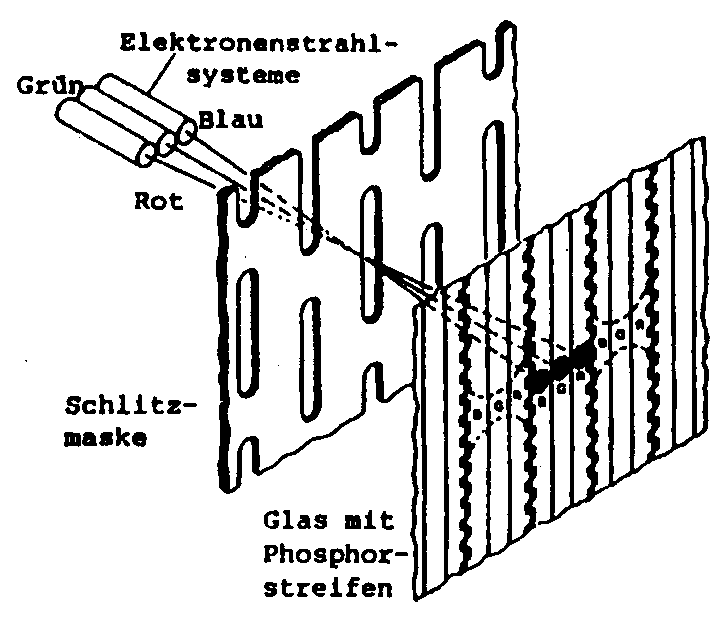 Elektronenstrahl-
systeme
Grün
Blau
Rot
Schlitz-
maske
Glas mit
Phosphor-
streifen